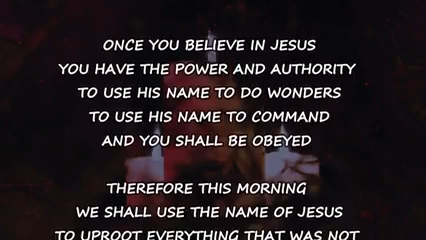 ONCE YOU BELIEVE IN JESUS
YOU HAVE THE POWER AND AUTHORITY
TO USE HIS NAME TO DO WONDERS
TO USE HIS NAME TO COMMAND
AND YOU SHALL BE OBEYED
THEREFORE THIS MORNING
WE SHALL USE THE NAME OF JESUS
TO UPROOT EVERYTHING THAT WAS NOT